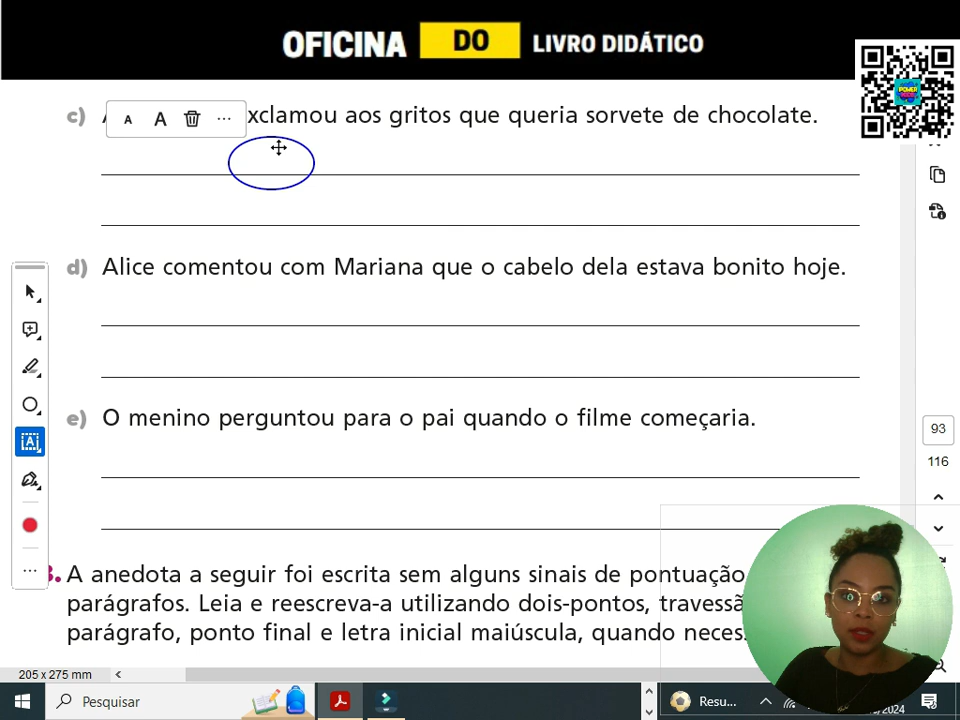 OFICINA DO LIVRO DIDÁTICO
c) xclamou aos gritos que queria sorvete de chocolate.
A A ...
d) Alice comentou com Mariana que o cabelo dela estava bonito hoje.
e) O menino perguntou para o pai quando o filme começaria.
93
116
3. A anedota a seguir foi escrita sem alguns sinais de pontuação
parágrafos. Leia e reescreva-a utilizando dois-pontos,
parágrafo, ponto final e letra inicial maiúscula, quando
205 x 275 mm
Pesquisar
Resu...
2024